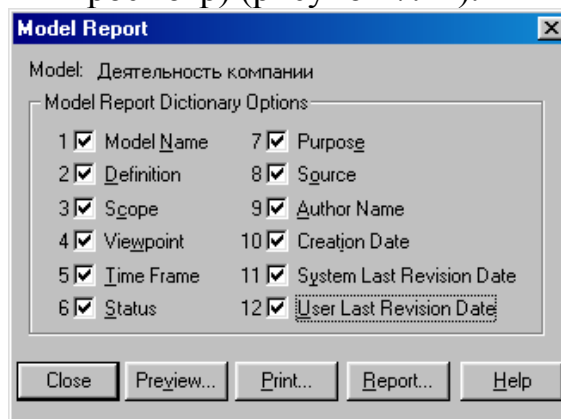 Model Report
Model: Деятельность компании
Model Report Dictionary Options
1 Model Name
2 Definition
3 Scope
4 Viewpoint
5 Time Frame
6 Status
7 Purpose
8 Source
9 Author Name
10 Creation Date
11 System Last Revision Date
12 User Last Revision Date
Close Preview... Print... Report... Help